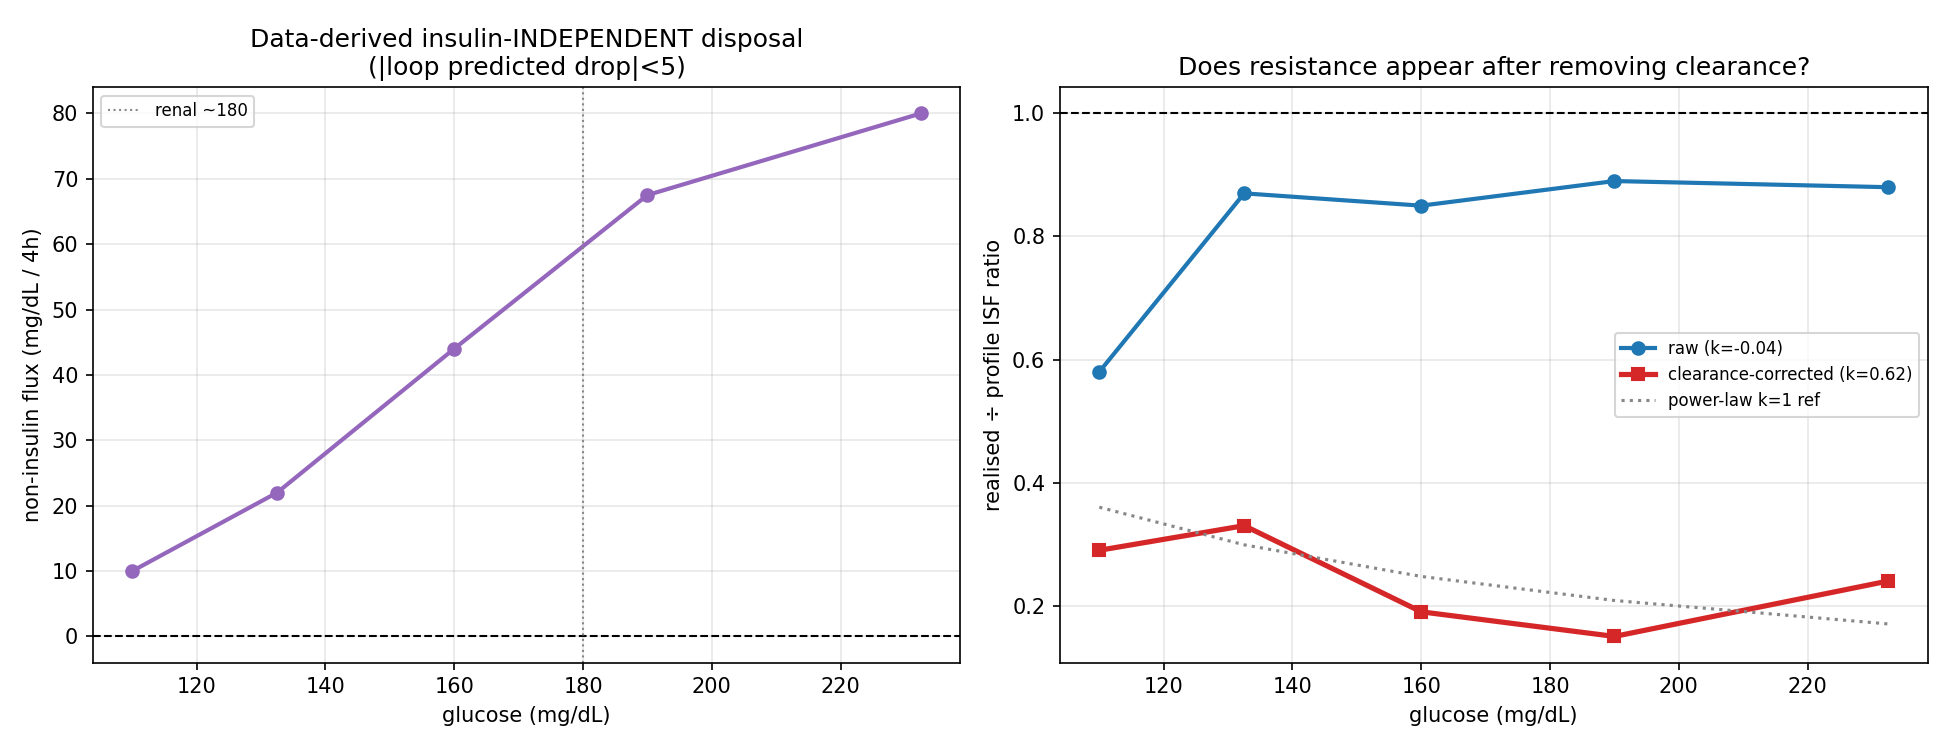 Data-derived insulin-INDEPENDENT disposal
(|loop predicted drop|<5)
renal ~180
non-insulin flux (mg/dL / 4h)
80
70
60
50
40
30
20
10
0
120
140
160
180
200
220
glucose (mg/dL)
Does resistance appear after removing clearance?
realised ÷ profile ISF ratio
1.0
0.8
0.6
0.4
0.2
raw (k=-0.04)
clearance-corrected (k=0.62)
power-law k=1 ref
120
140
160
180
200
220
glucose (mg/dL)